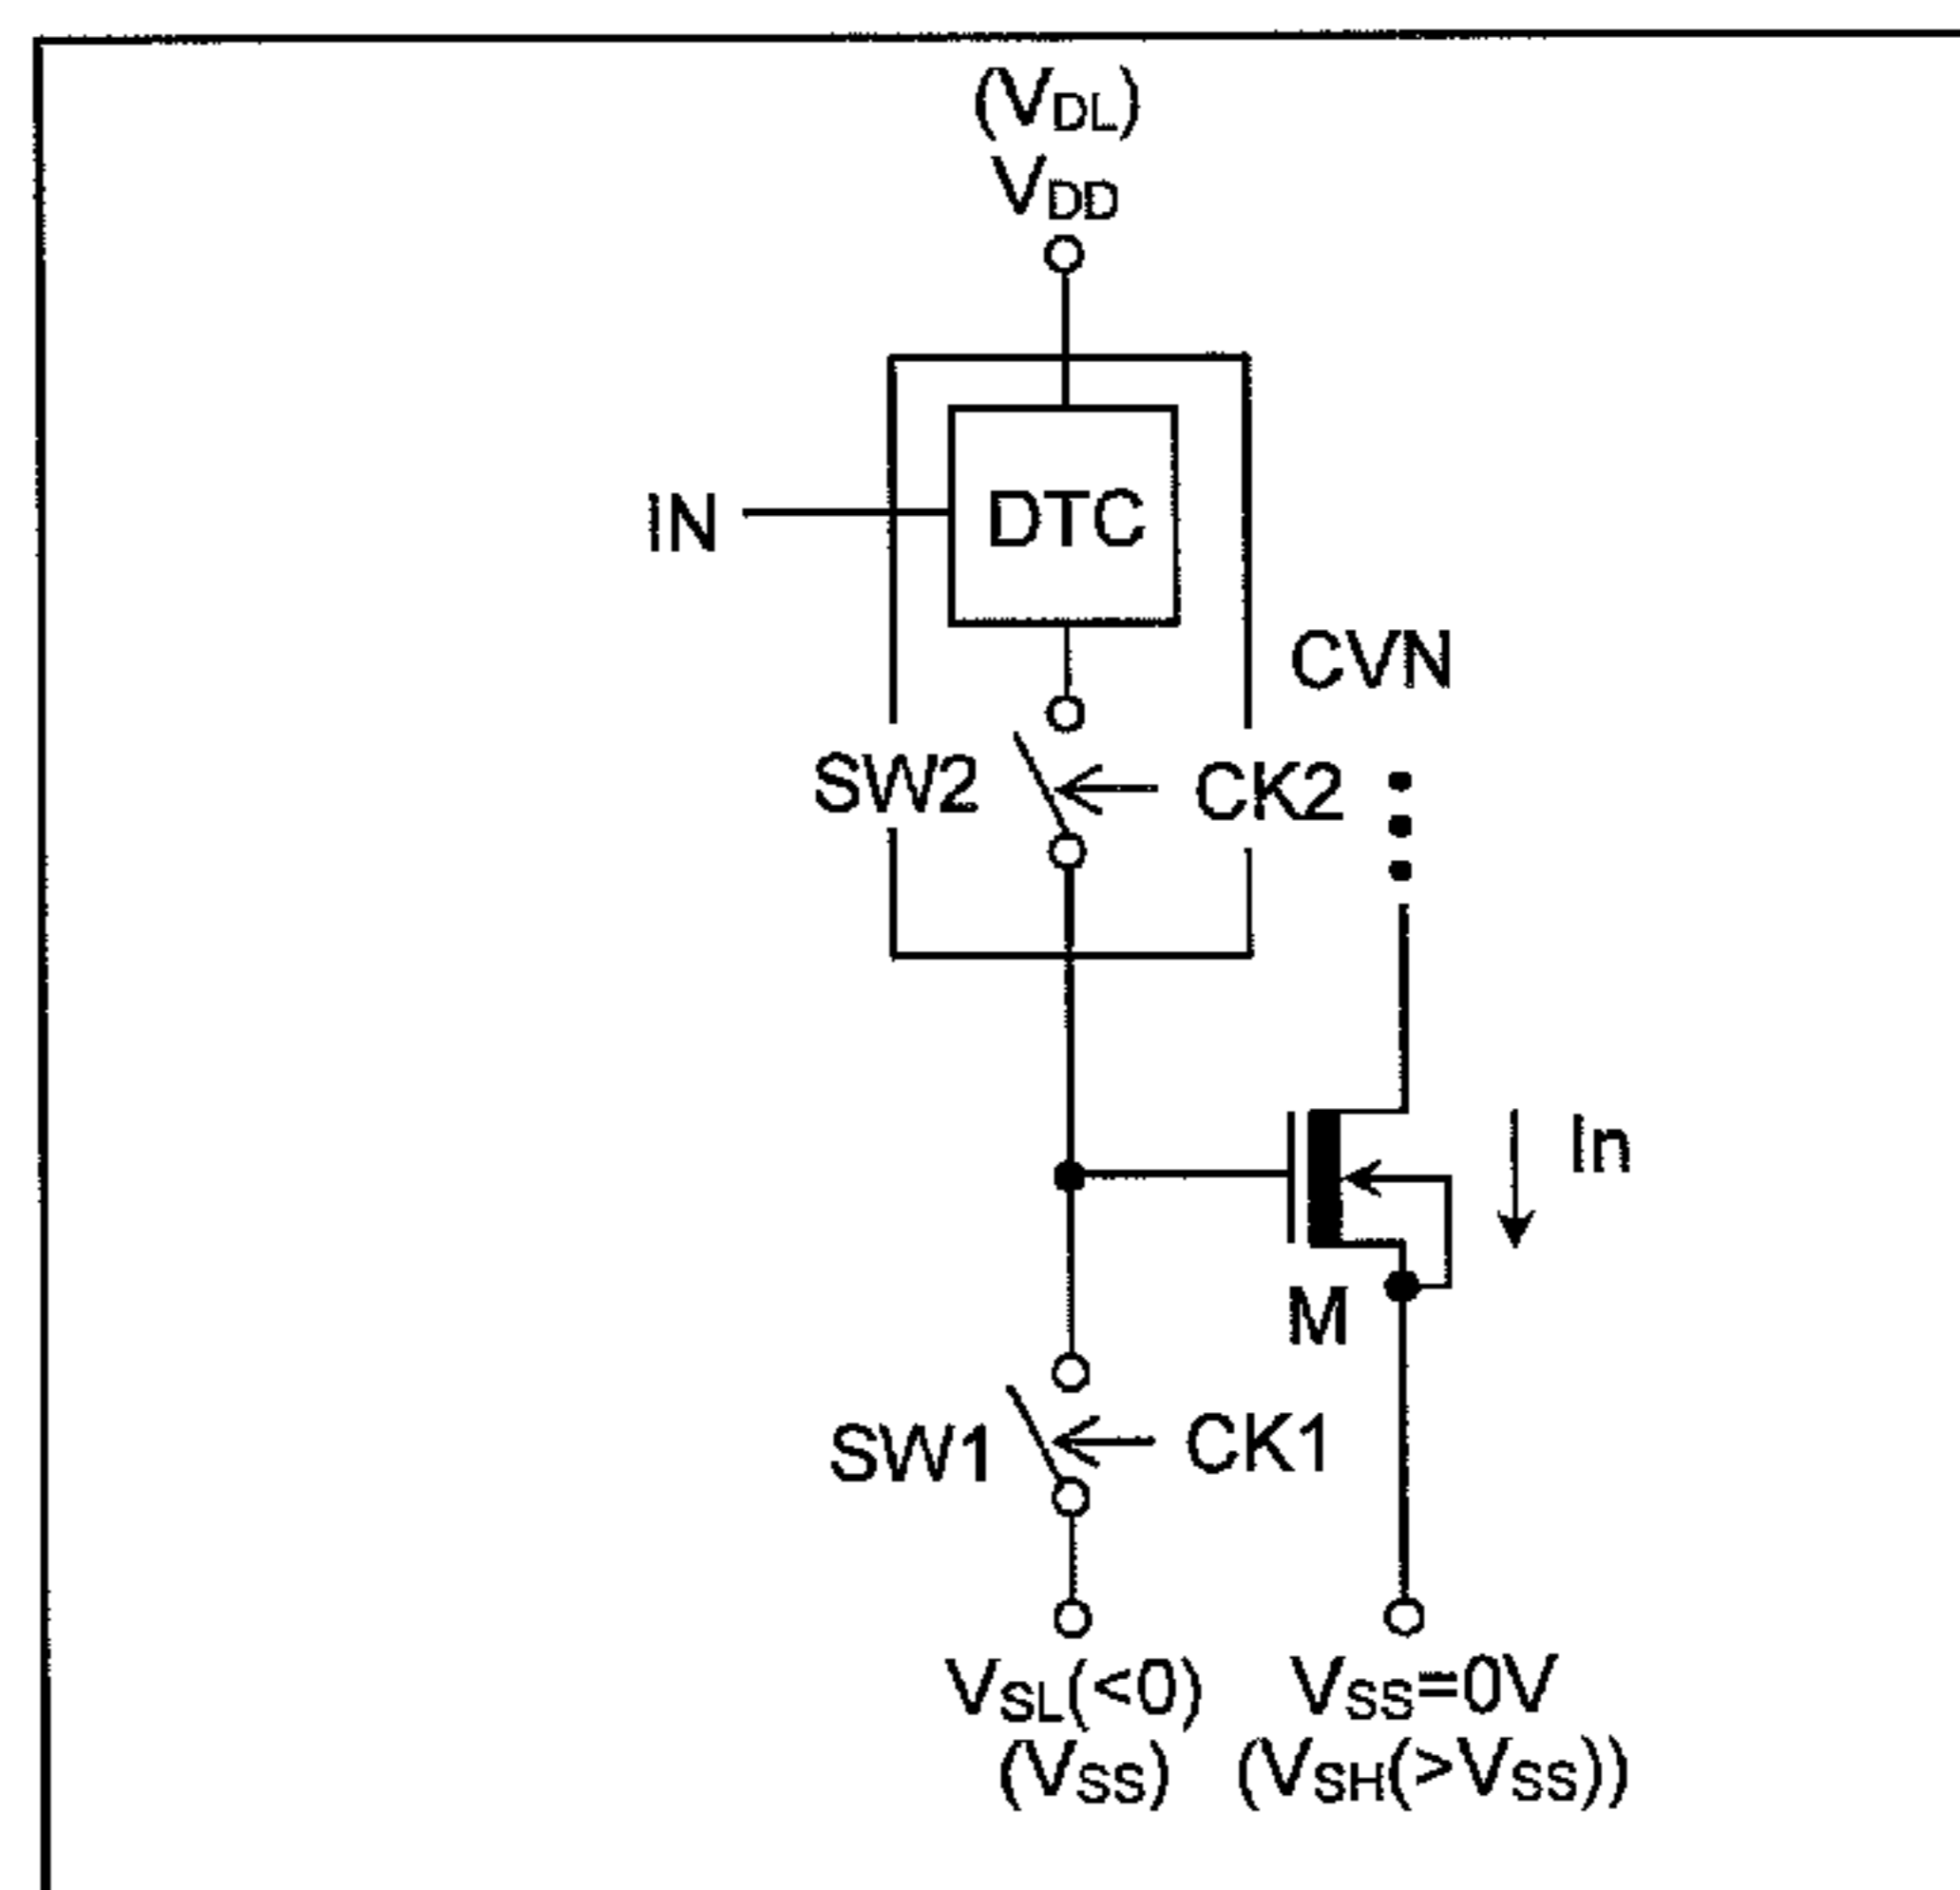 (VDL)
VDD
IN
DTC
CVN
SW2
CK2
In
M
SW1
CK1
VSL(<0)
(VSS)
VSS=0V
(VSH(>VSS))